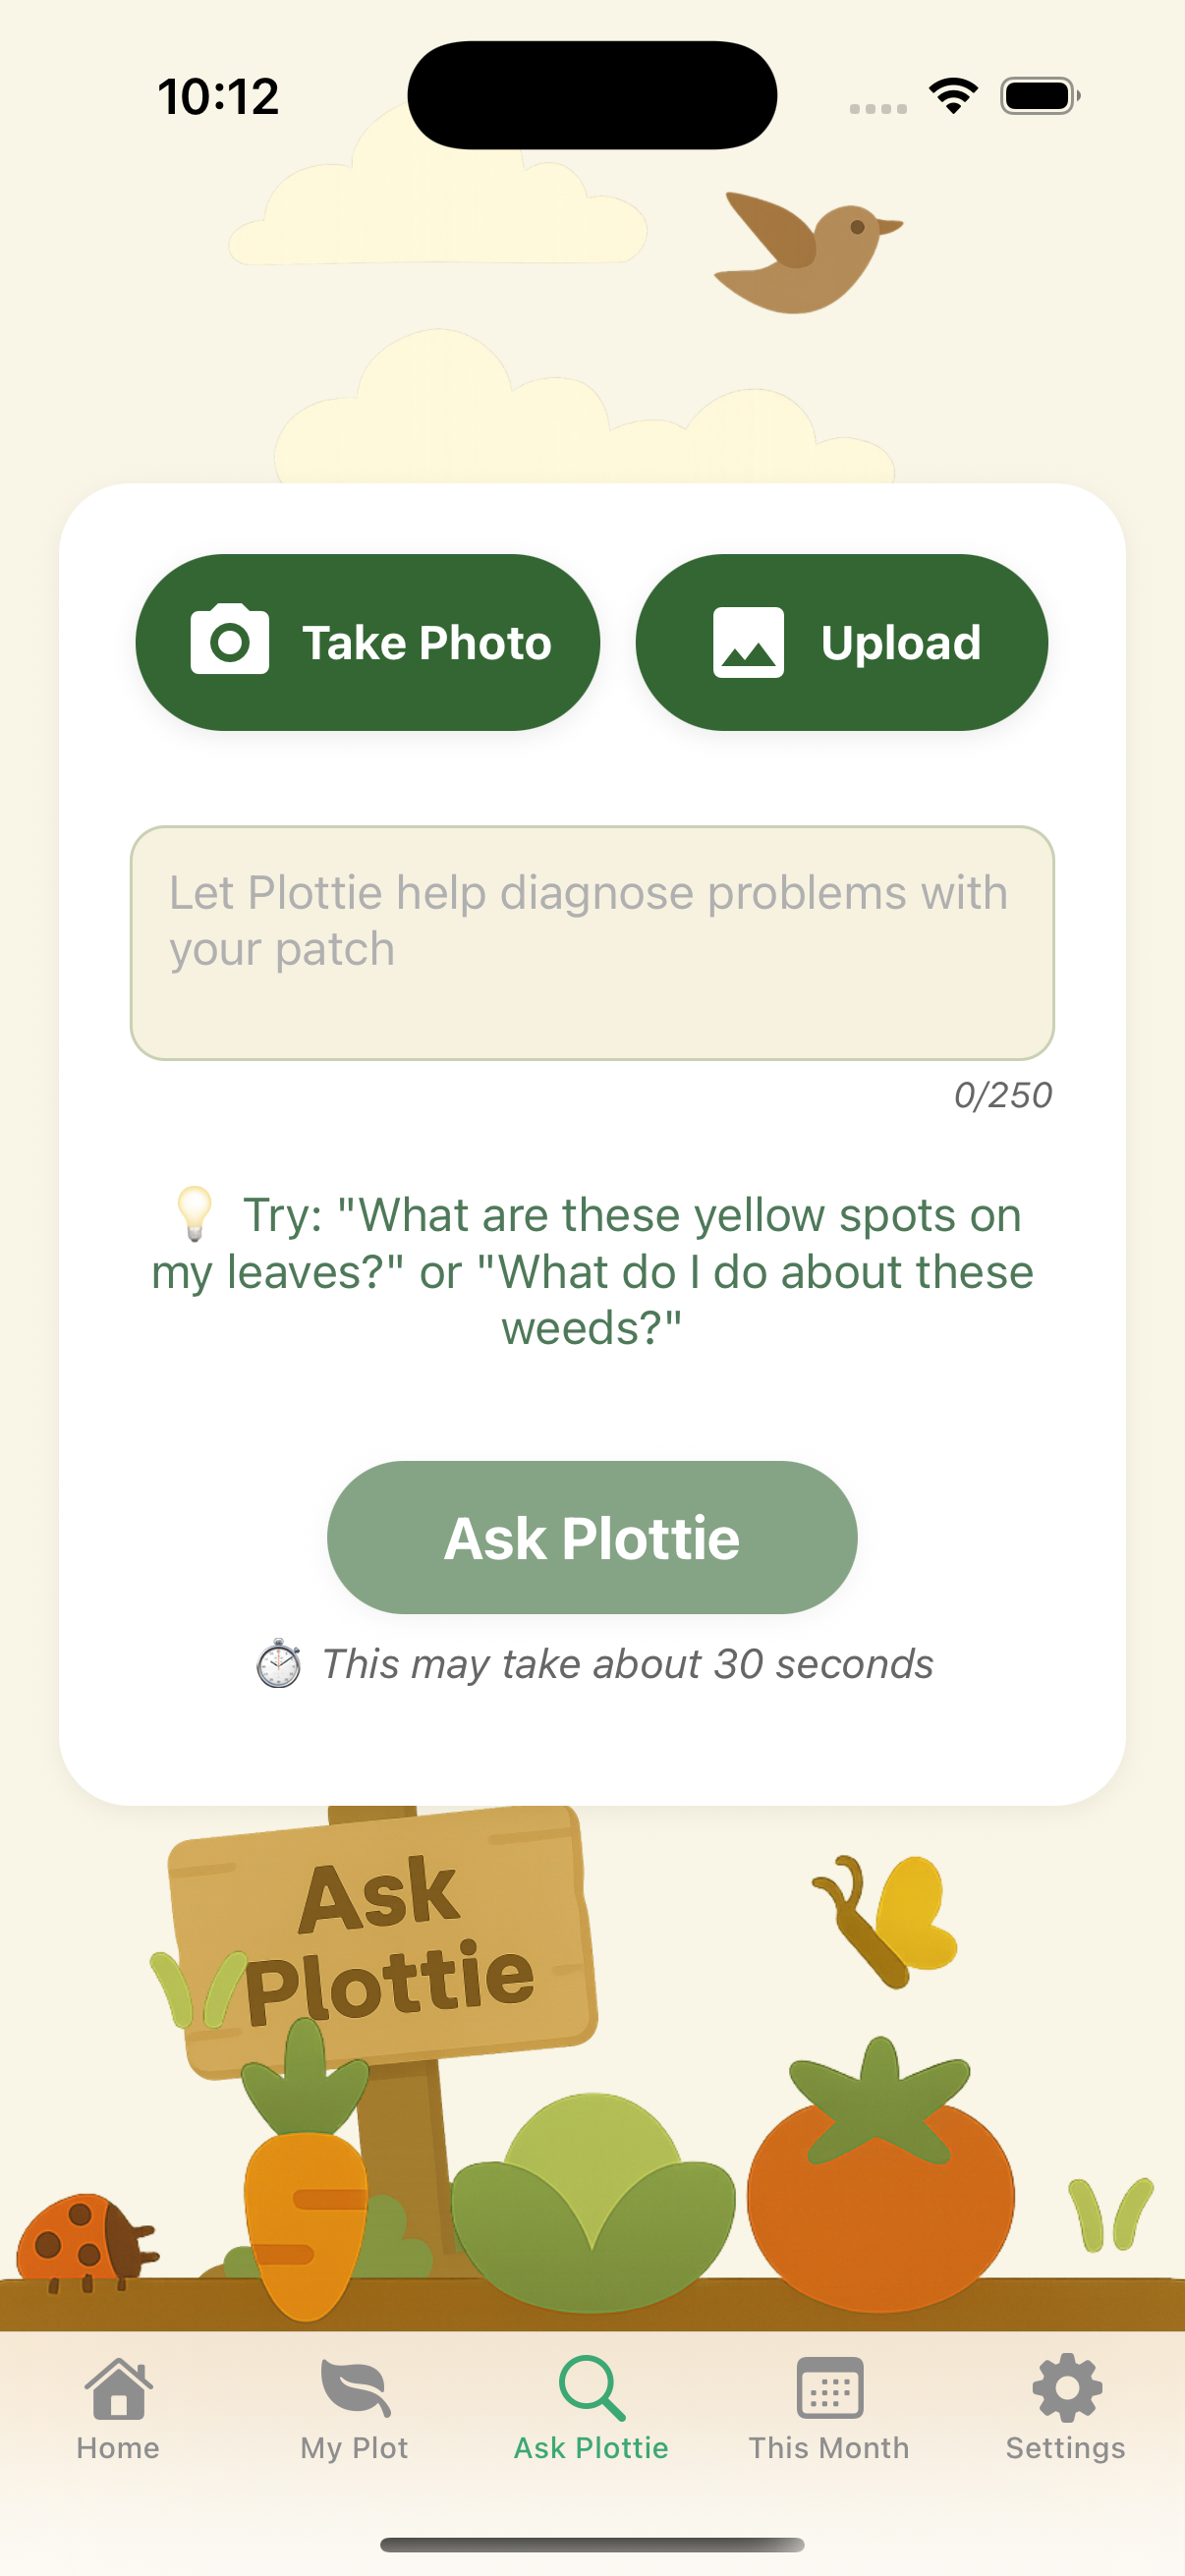 10:12
Take Photo
Upload
Let Plottie help diagnose problems with
your patch
0/250
💡 Try: "What are these yellow spots on
my leaves?" or "What do I do about these
weeds?"
Ask Plottie
⏱️ This may take about 30 seconds
Ask
Plottie
Home
My Plot
Ask Plottie
This Month
Settings